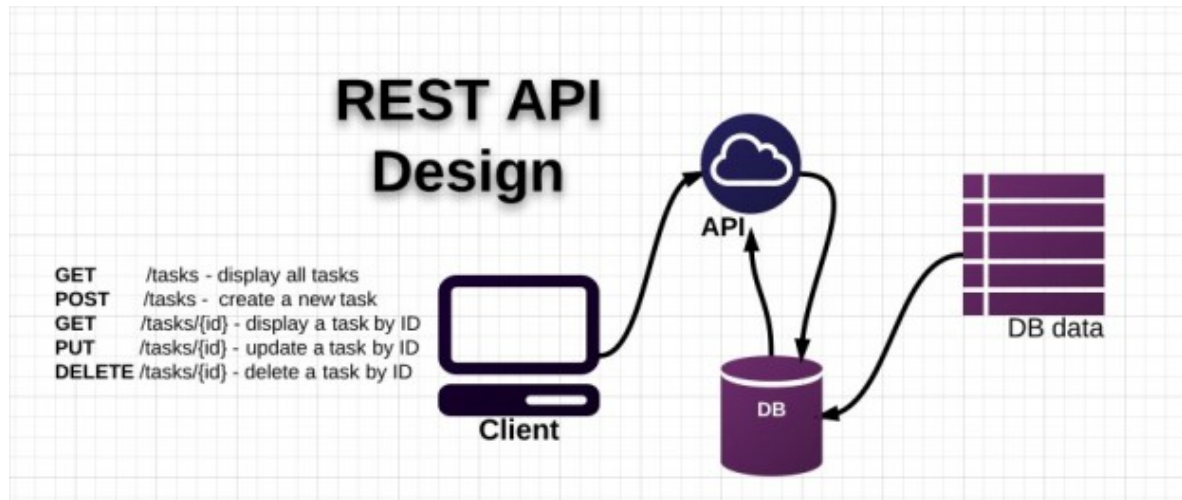 REST API
Design
API
GET /tasks - display all tasks
POST /tasks - create a new task
GET /tasks/{id} - display a task by ID
PUT /tasks/{id} - update a task by ID
DELETE /tasks/{id} - delete a task by ID
Client
DB
DB data